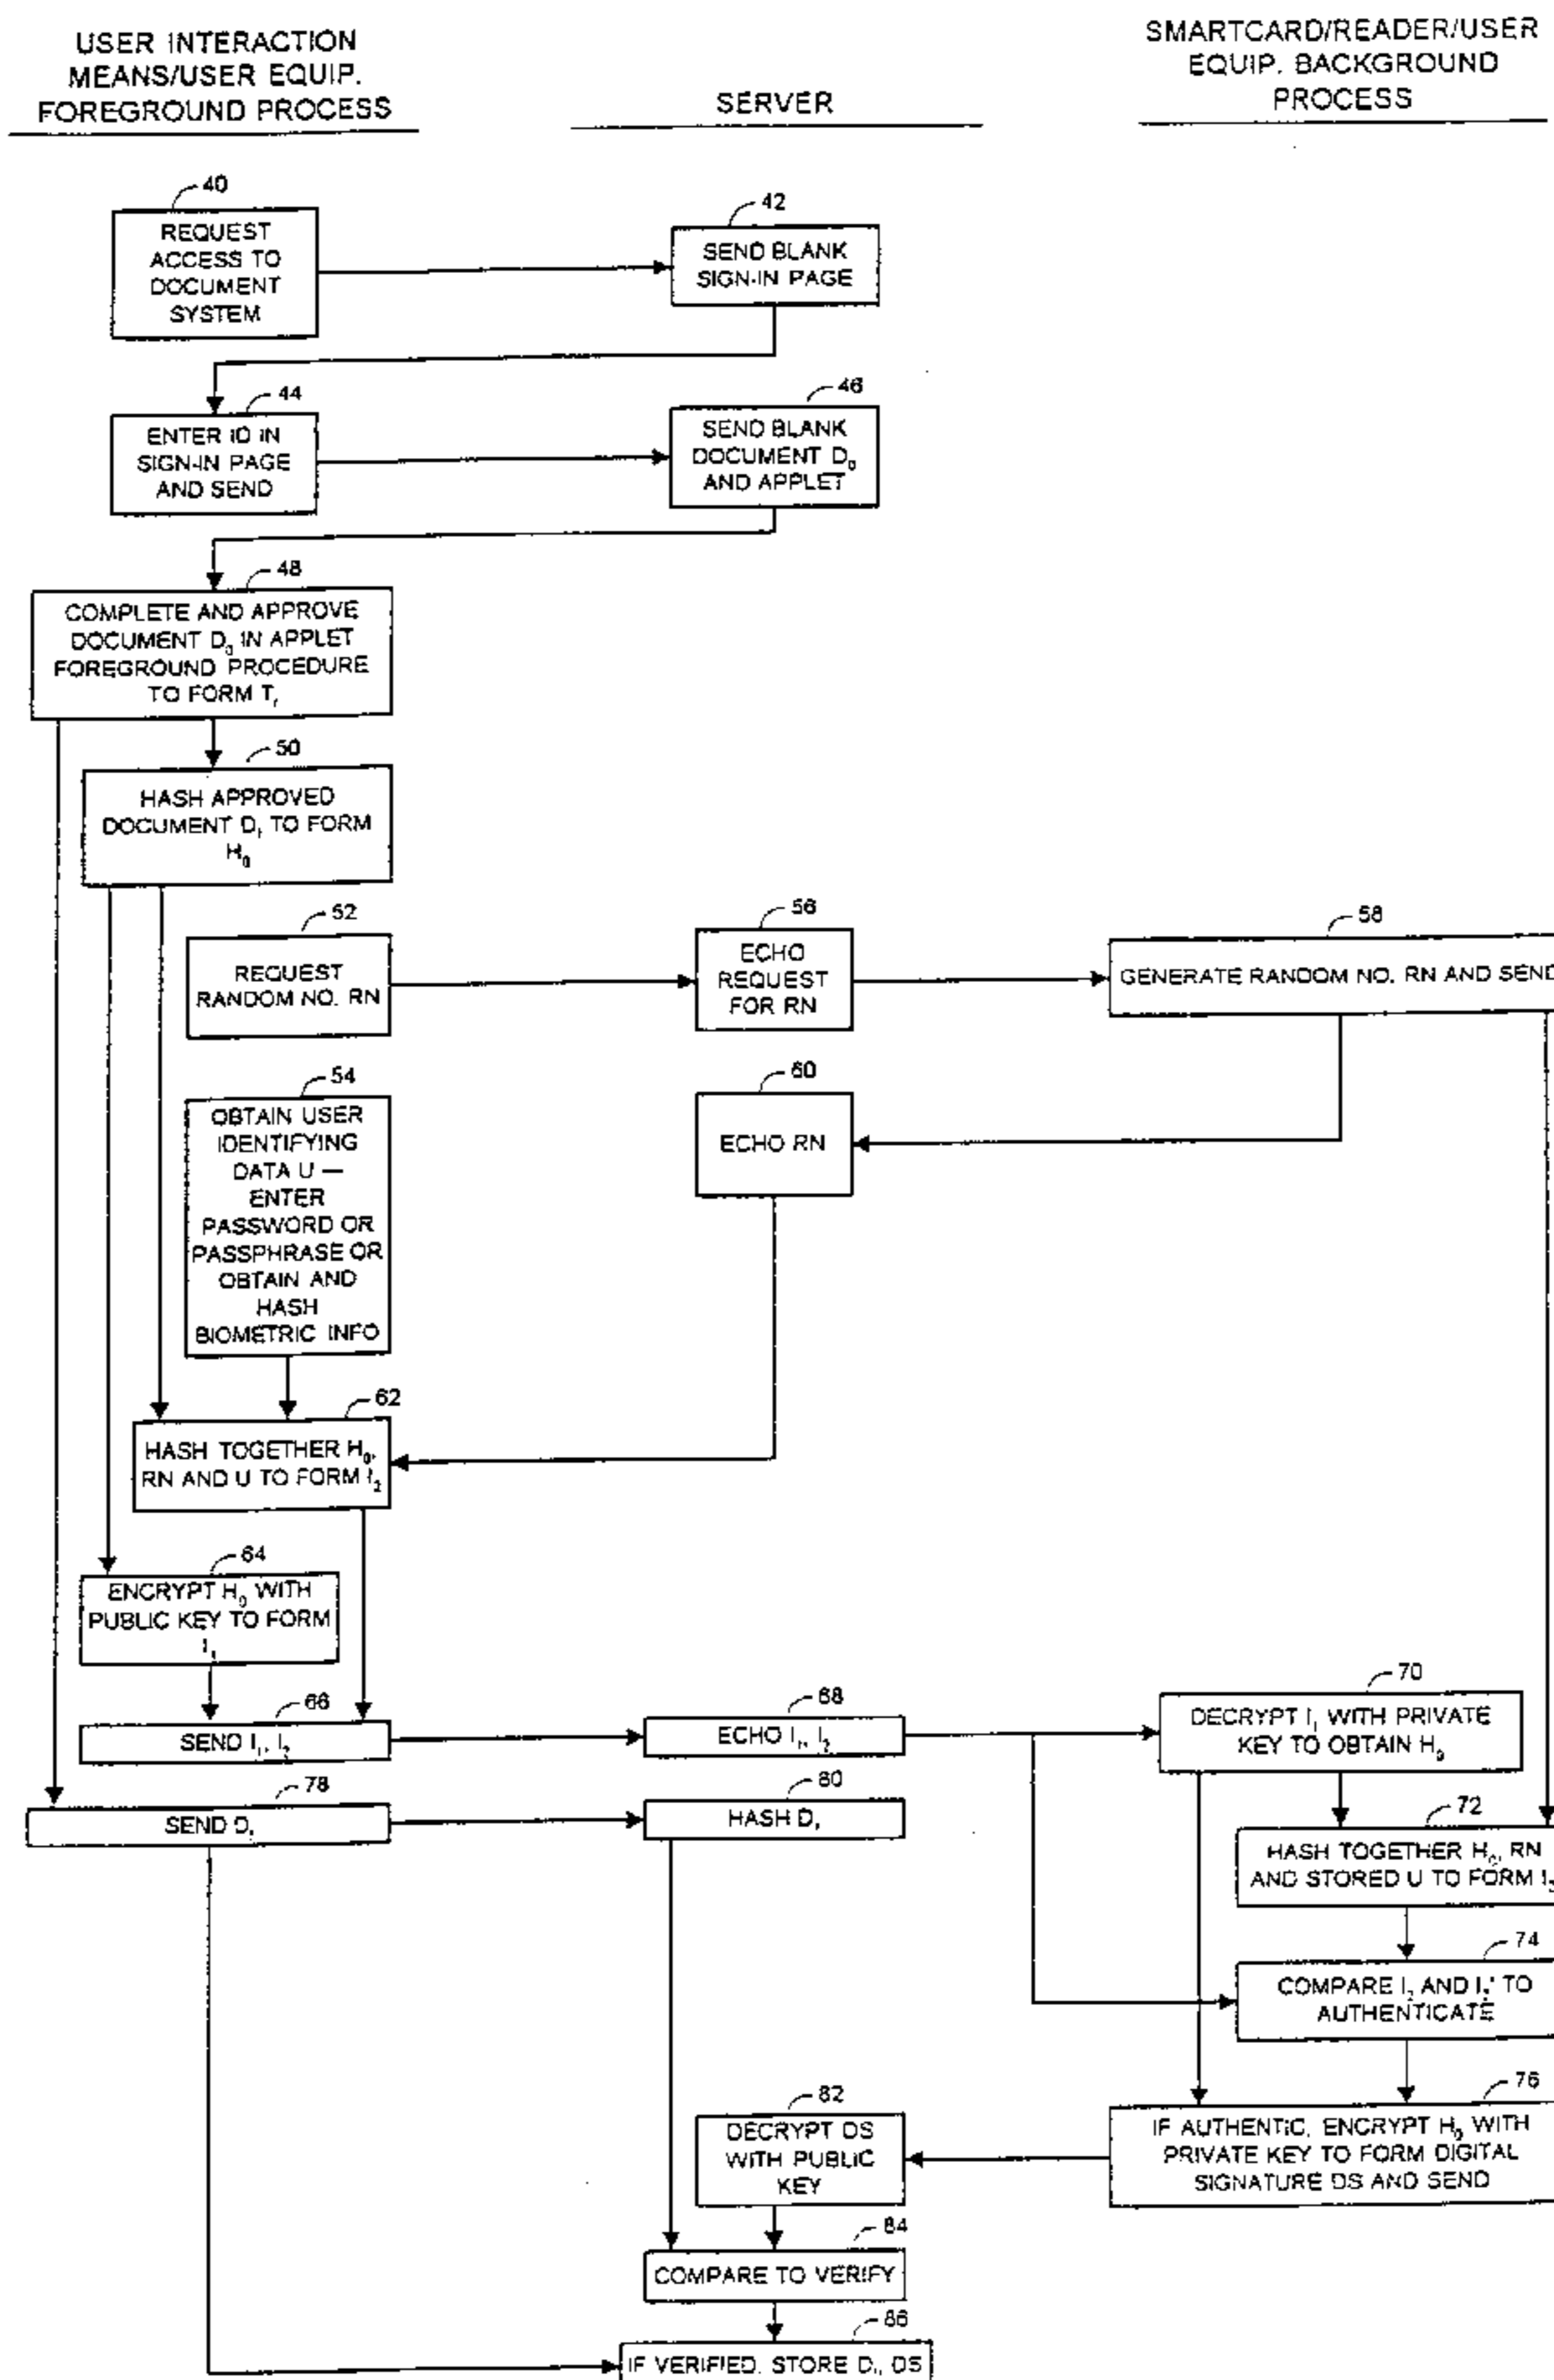 USER INTERACTION
MEANS/USER EQUIP.
FOREGROUND PROCESS
SERVER
SMARTCARD/READER/USER
EQUIP. BACKGROUND
PROCESS
40
REQUEST
ACCESS TO
DOCUMENT
SYSTEM
42
SEND BLANK
SIGN-IN PAGE
44
ENTER ID IN
SIGN-IN PAGE
AND SEND
46
SEND BLANK
DOCUMENT D₀
AND APPLET
48
COMPLETE AND APPROVE
DOCUMENT D₀ IN APPLET
FOREGROUND PROCEDURE
TO FORM T₁
50
HASH APPROVED
DOCUMENT D₁ TO FORM
H₀
52
REQUEST
RANDOM NO. RN
56
ECHO
REQUEST
FOR RN
58
GENERATE RANDOM NO. RN AND SEND
54
OBTAIN USER
IDENTIFYING
DATA U —
ENTER
PASSWORD OR
PASSPHRASE OR
OBTAIN AND
HASH
BIOMETRIC INFO
60
ECHO RN
62
HASH TOGETHER H₀,
RN AND U TO FORM I₂
64
ENCRYPT H₀ WITH
PUBLIC KEY TO FORM
I₁
66
SEND I₁, I₂
68
ECHO I₁, I₂
70
DECRYPT I₁ WITH PRIVATE
KEY TO OBTAIN H₀
78
SEND D₁
80
HASH D₁
72
HASH TOGETHER H₀, RN
AND STORED U TO FORM I₂
74
COMPARE I₂ AND I₂' TO
AUTHENTICATE
76
IF AUTHENTIC, ENCRYPT H₀ WITH
PRIVATE KEY TO FORM DIGITAL
SIGNATURE DS AND SEND
82
DECRYPT DS
WITH PUBLIC
KEY
84
COMPARE TO VERIFY
86
IF VERIFIED, STORE D₁, DS